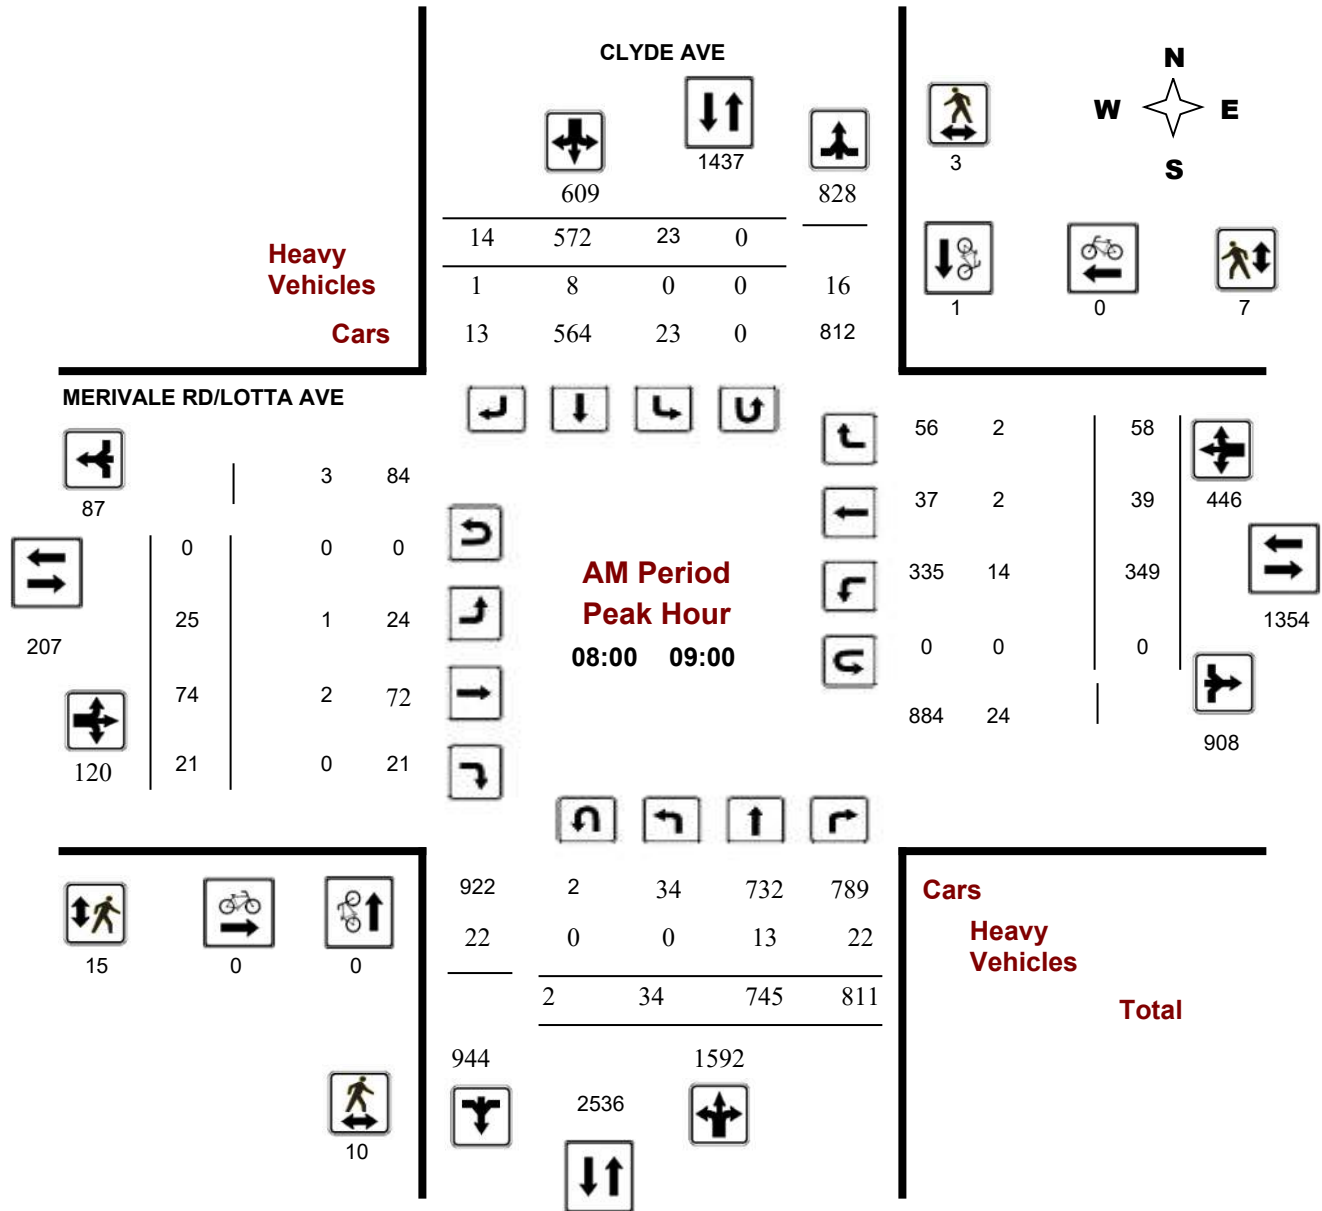 CLYDE AVE
N
W E
S
1437
3
609
828
14 572 23 0
Heavy
Vehicles
1 8 0 0 16
Cars
13 564 23 0 812
1 0 7
MERIVALE RD/LOTTA AVE
56 2 58
3 84
87
37 2 39 446
0 0 0
AM Period
Peak Hour
08:00 09:00
335 14 349
1354
25 1 24
207
0 0 0
74 2 72
884 24
908
120 21 0 21
922 2 34 732 789
Cars
22 0 0 13 22
Heavy
Vehicles
15 0 0
2 34 745 811
Total
944 1592
2536
10